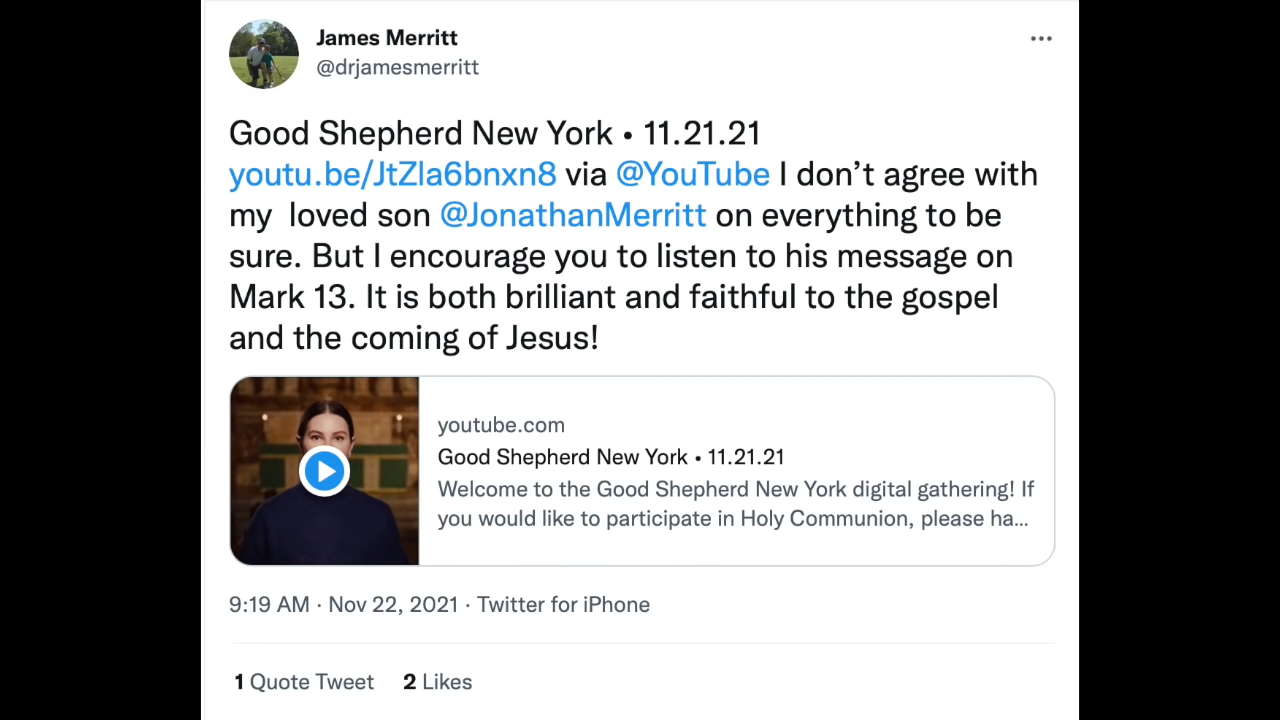 James Merritt
@drjamesmerritt
Good Shepherd New York • 11.21.21
youtu.be/JtZla6bnxn8 via @YouTube I don’t agree with
my loved son @JonathanMerritt on everything to be
sure. But I encourage you to listen to his message on
Mark 13. It is both brilliant and faithful to the gospel
and the coming of Jesus!
youtube.com
Good Shepherd New York • 11.21.21
Welcome to the Good Shepherd New York digital gathering! If
you would like to participate in Holy Communion, please ha...
9:19 AM · Nov 22, 2021 · Twitter for iPhone
1 Quote Tweet 2 Likes